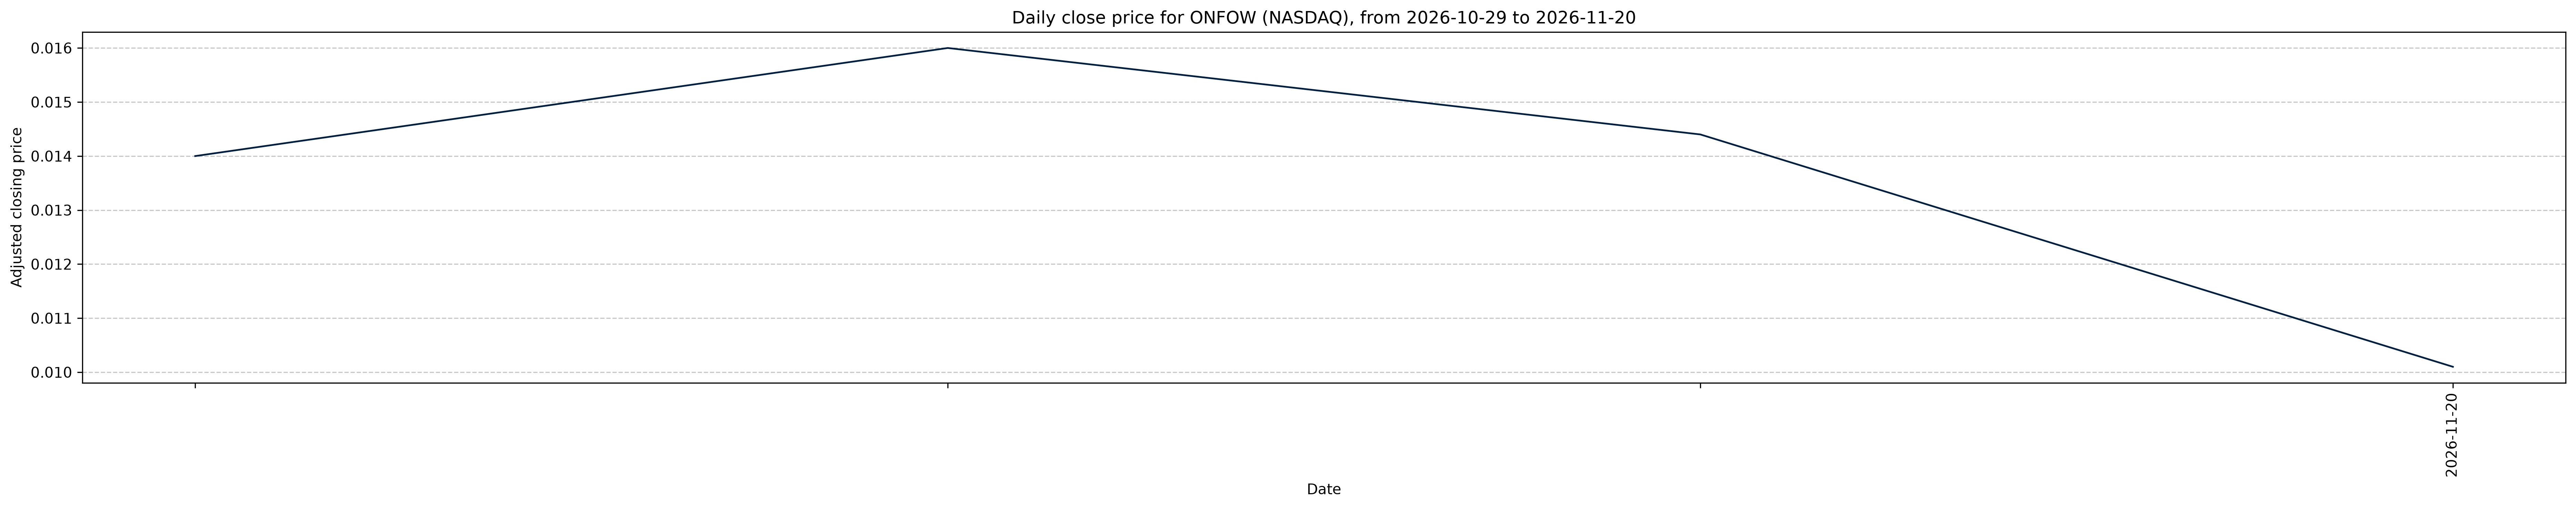 Daily close price for ONFOW (NASDAQ), from 2026-10-29 to 2026-11-20
Adjusted closing price
0.016
0.015
0.014
0.013
0.012
0.011
0.010
2026-11-20
Date